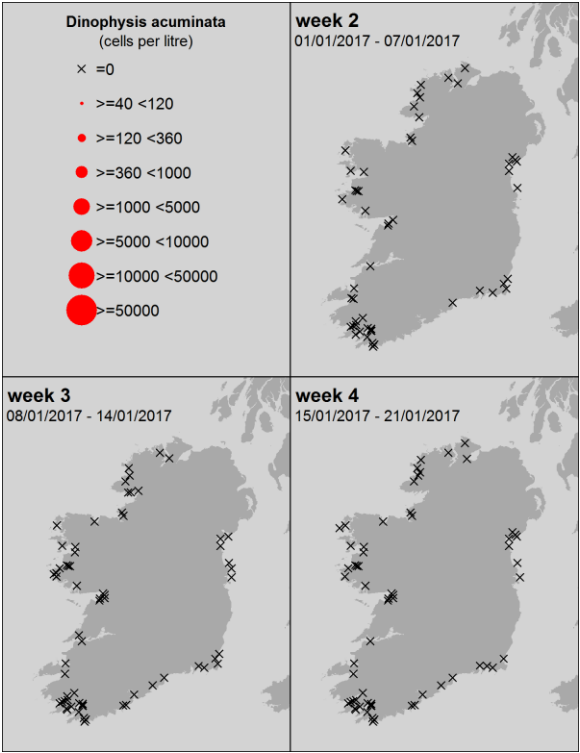 Dinophysis acuminata
(cells per litre)
=0
>=40 <120
>=120 <360
>=360 <1000
>=1000 <5000
>=5000 <10000
>=10000 <50000
>=50000
week 2
01/01/2017 - 07/01/2017
week 3
08/01/2017 - 14/01/2017
week 4
15/01/2017 - 21/01/2017